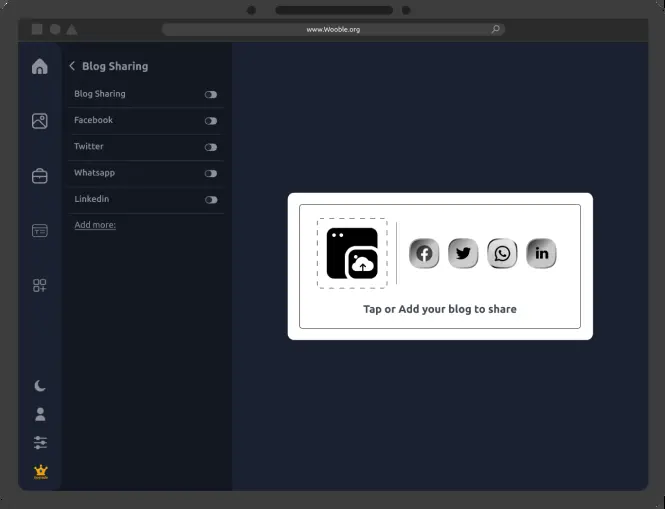 www.Wooble.org
Blog Sharing
Blog Sharing
Facebook
Twitter
Whatsapp
Linkedin
Add more:
Tap or Add your blog to share